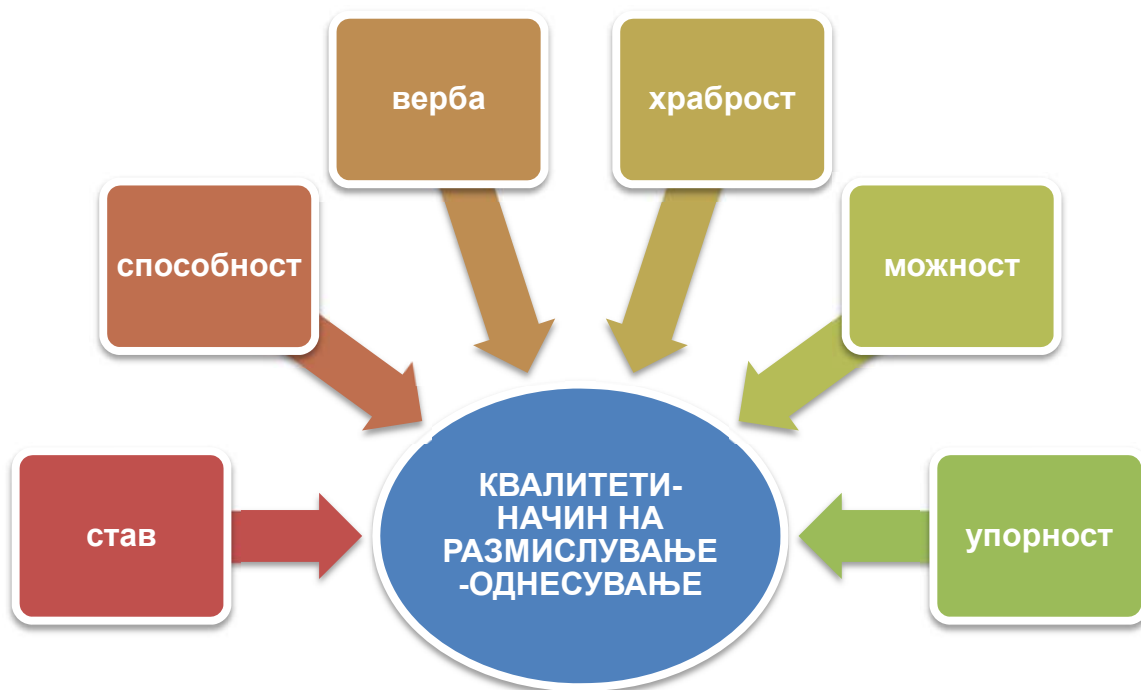 верба
храброст
способност
можност
КВАЛИТЕТИ-
НАЧИН НА
РАЗМИСЛУВАЊЕ
-ОДНЕСУВАЊЕ
став
упорност